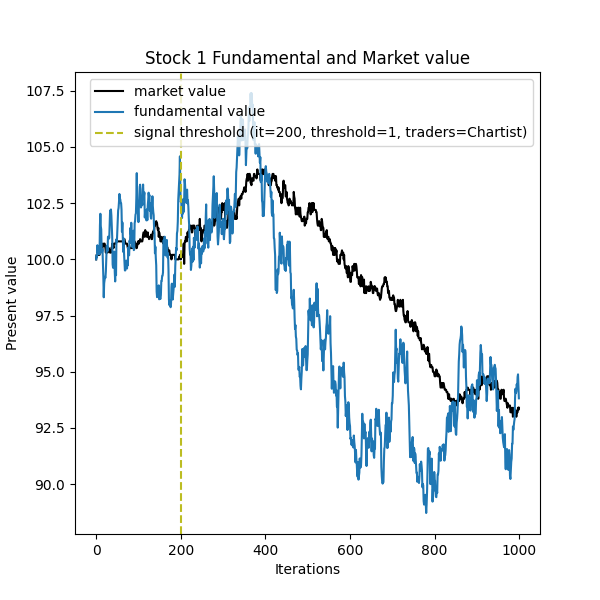 Stock 1 Fundamental and Market value
market value
fundamental value
signal threshold (it=200, threshold=1, traders=Chartist)
107.5
105.0
102.5
100.0
97.5
95.0
92.5
90.0
Present value
0 200 400 600 800 1000
Iterations